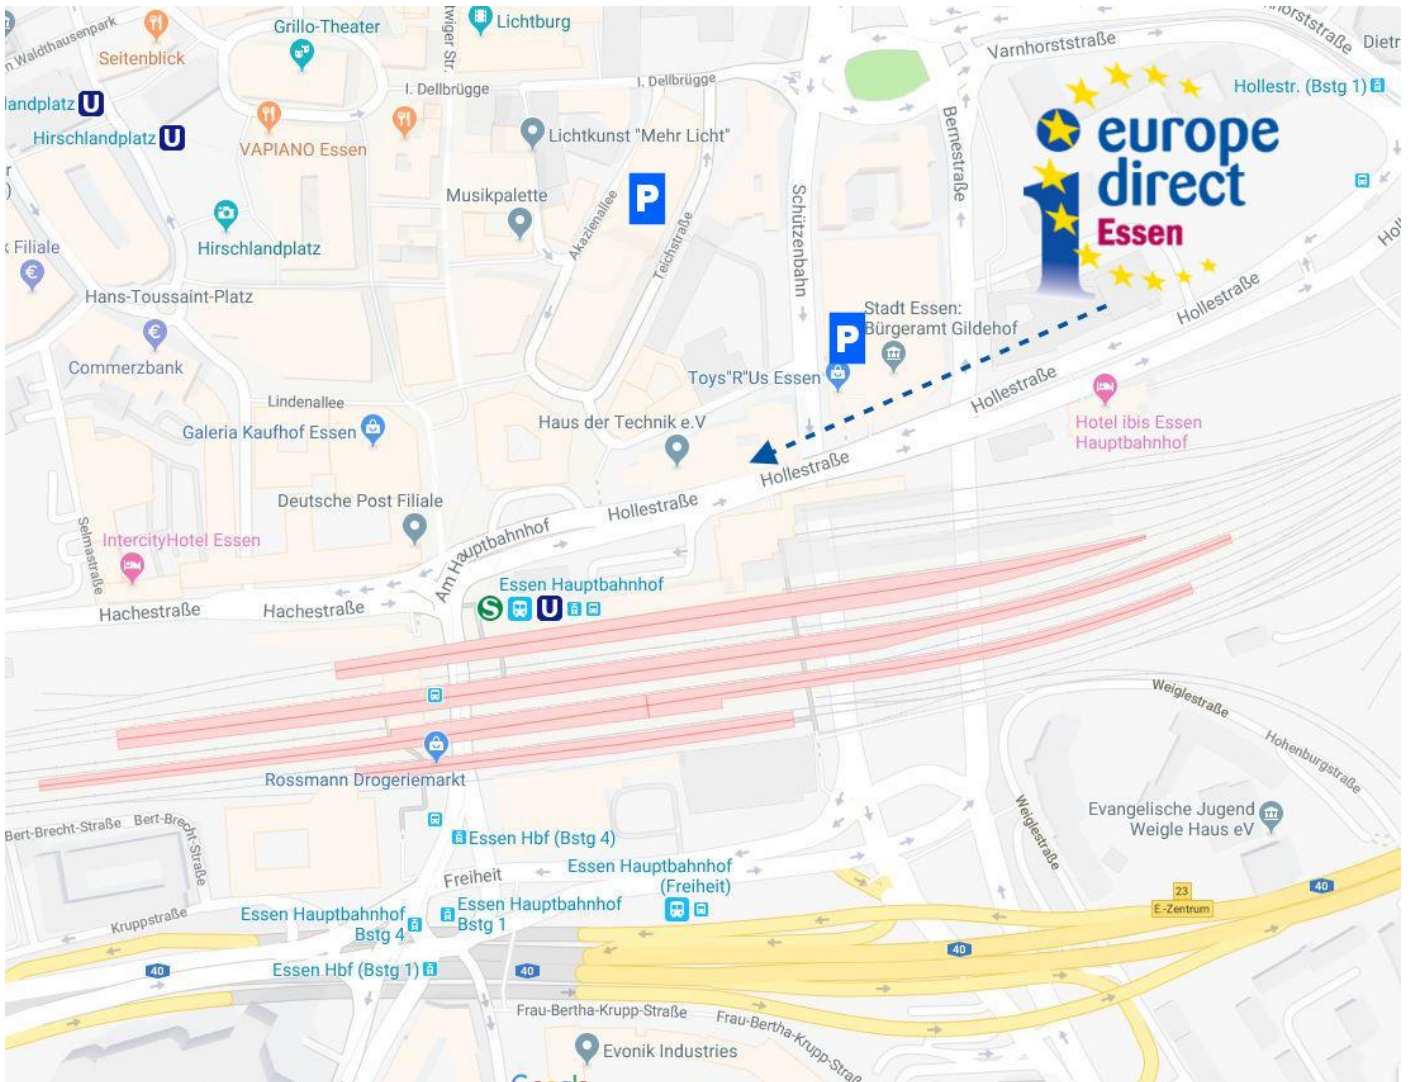 Grillo-Theater
Lichtburg
Waldthausenpark
Seitenblick
wiger Str.
Varnhorststraße
Dietr
I. Dellbrügge
I. Dellbrügge
Hollestr. (Bstg 1)
landplatz U
Hirschlandplatz U
VAPIANO Essen
Lichtkunst "Mehr Licht"
Bernestraße
europe
direct
Essen
1
P
Musikpalette
Akazienallee
Teichstraße
Schützenbahn
Hirschlandplatz
Filiale
Hans-Toussaint-Platz
Commerzbank
Stadt Essen:
Bürgeramt Gildehof
P
Toys"R"Us Essen
Hollestraße
Hollestraße
Hotel ibis Essen
Hauptbahnhof
Lindenallee
Galeria Kaufhof Essen
Haus der Technik e.V
Hollestraße
Hollestraße
Deutsche Post Filiale
Selmastraße
IntercityHotel Essen
Am Hauptbahnhof
Hachestraße
Hachestraße
Essen Hauptbahnhof
S U
Weiglestraße
Hohenburgstraße
Rossmann Drogeriemarkt
Weiglestraße
Evangelische Jugend
Weigle Haus eV
Bert-Brecht-Straße
Bert-Brecht-Straße
Essen Hbf (Bstg 4)
Essen Hauptbahnhof
(Freiheit)
Freiheit
Kruppstraße
Essen Hauptbahnhof
Bstg 4
Essen Hauptbahnhof
Bstg 1
23
E.-Zentrum
40
40
40
40
Essen Hbf (Bstg 1)
Frau-Bertha-Krupp-Straße
Frau-Bertha-Krupp-Straße
Evonik Industries